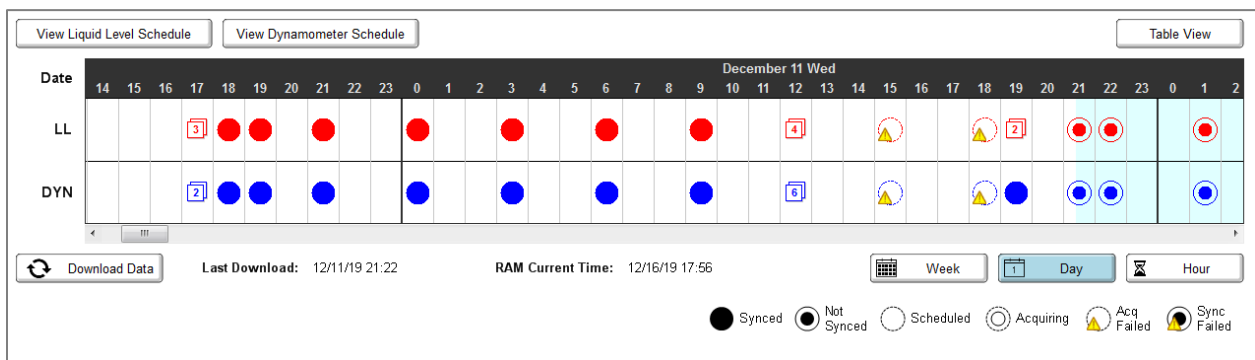 View Liquid Level Schedule View Dynamometer Schedule Table View
December 11 Wed
Date 14 15 16 17 18 19 20 21 22 23 0 1 2 3 4 5 6 7 8 9 10 11 12 13 14 15 16 17 18 19 20 21 22 23 0 1 2
LL 3 4 2
DYN 2 6
Download Data Last Download: 12/11/19 21:22 RAM Current Time: 12/16/19 17:56 Week 1 Day Hour
Synced Not Synced Scheduled Acquiring Acq Failed Sync Failed